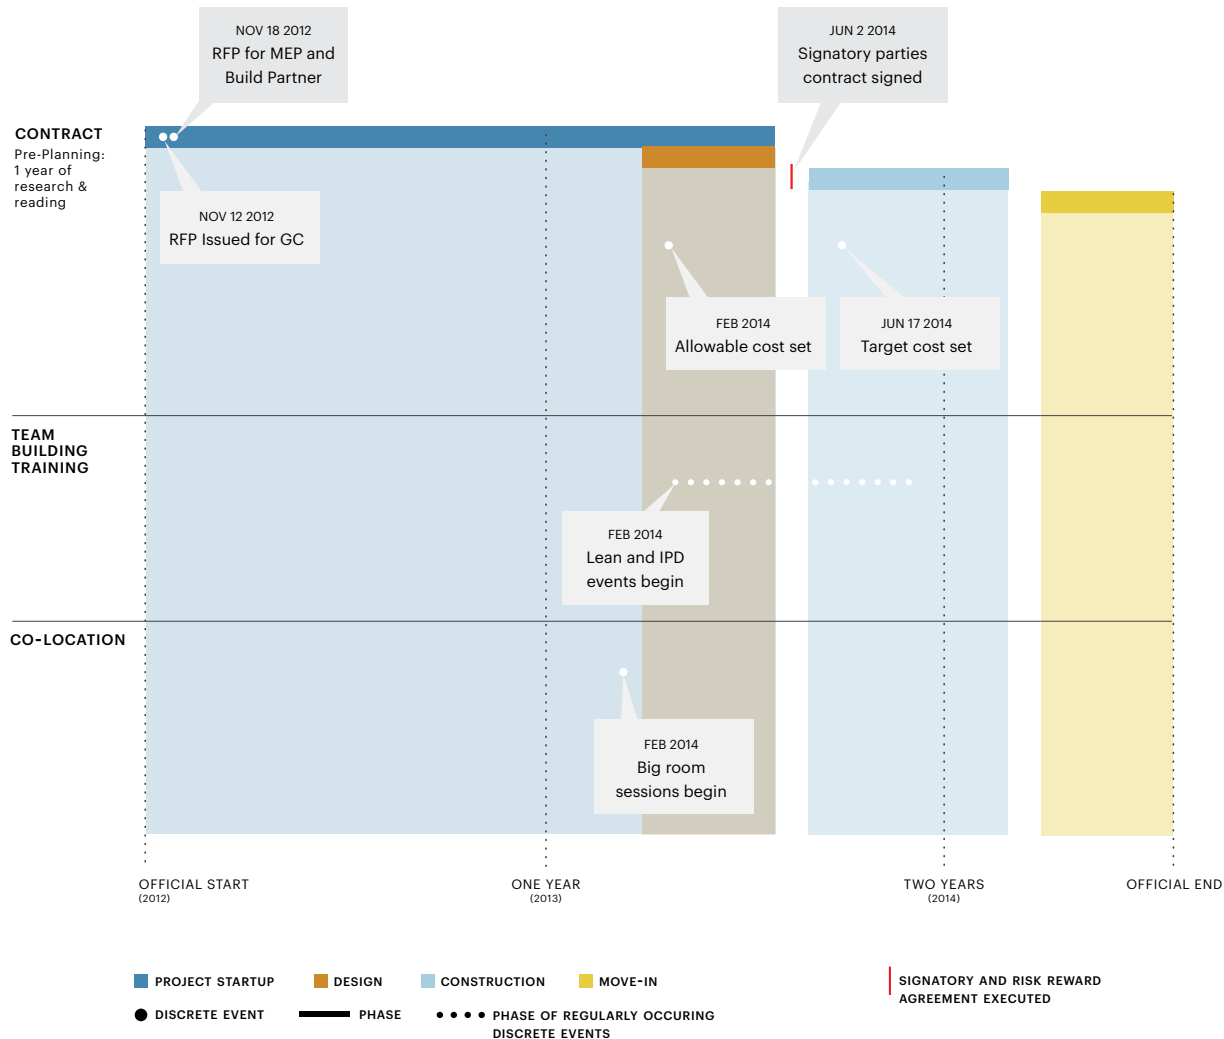 NOV 18 2012
RFP for MEP and
Build Partner
JUN 2 2014
Signatory parties
contract signed
CONTRACT
Pre-Planning:
1 year of
research &
reading
NOV 12 2012
RFP Issued for GC
FEB 2014
Allowable cost set
JUN 17 2014
Target cost set
TEAM
BUILDING
TRAINING
FEB 2014
Lean and IPD
events begin
CO-LOCATION
FEB 2014
Big room
sessions begin
OFFICIAL START
(2012)
ONE YEAR
(2013)
TWO YEARS
(2014)
OFFICIAL END
PROJECT STARTUP
DESIGN
CONSTRUCTION
MOVE-IN
SIGNATORY AND RISK REWARD
AGREEMENT EXECUTED
DISCRETE EVENT
PHASE
PHASE OF REGULARLY OCCURING
DISCRETE EVENTS